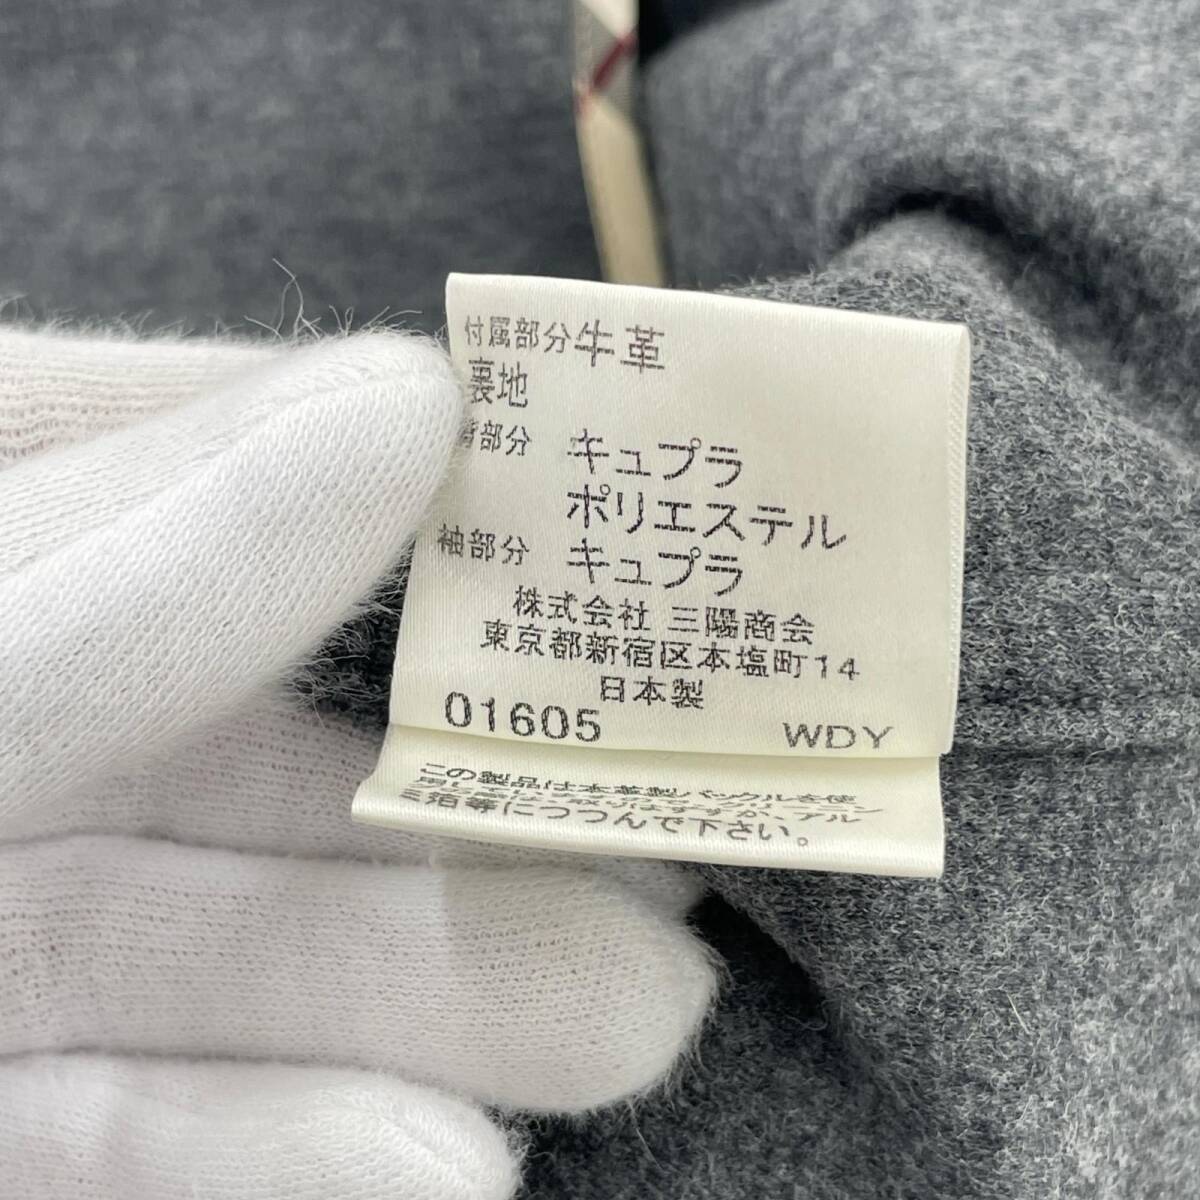 付属部分 牛革
裏地
背部分 キュプラ
ポリエステル
袖部分 キュプラ
株式会社 三陽商会
東京都新宿区本塩町14
日本製
01605 WDY
この製品は本革製バックルを使
ミ箔等につつんで下さい。